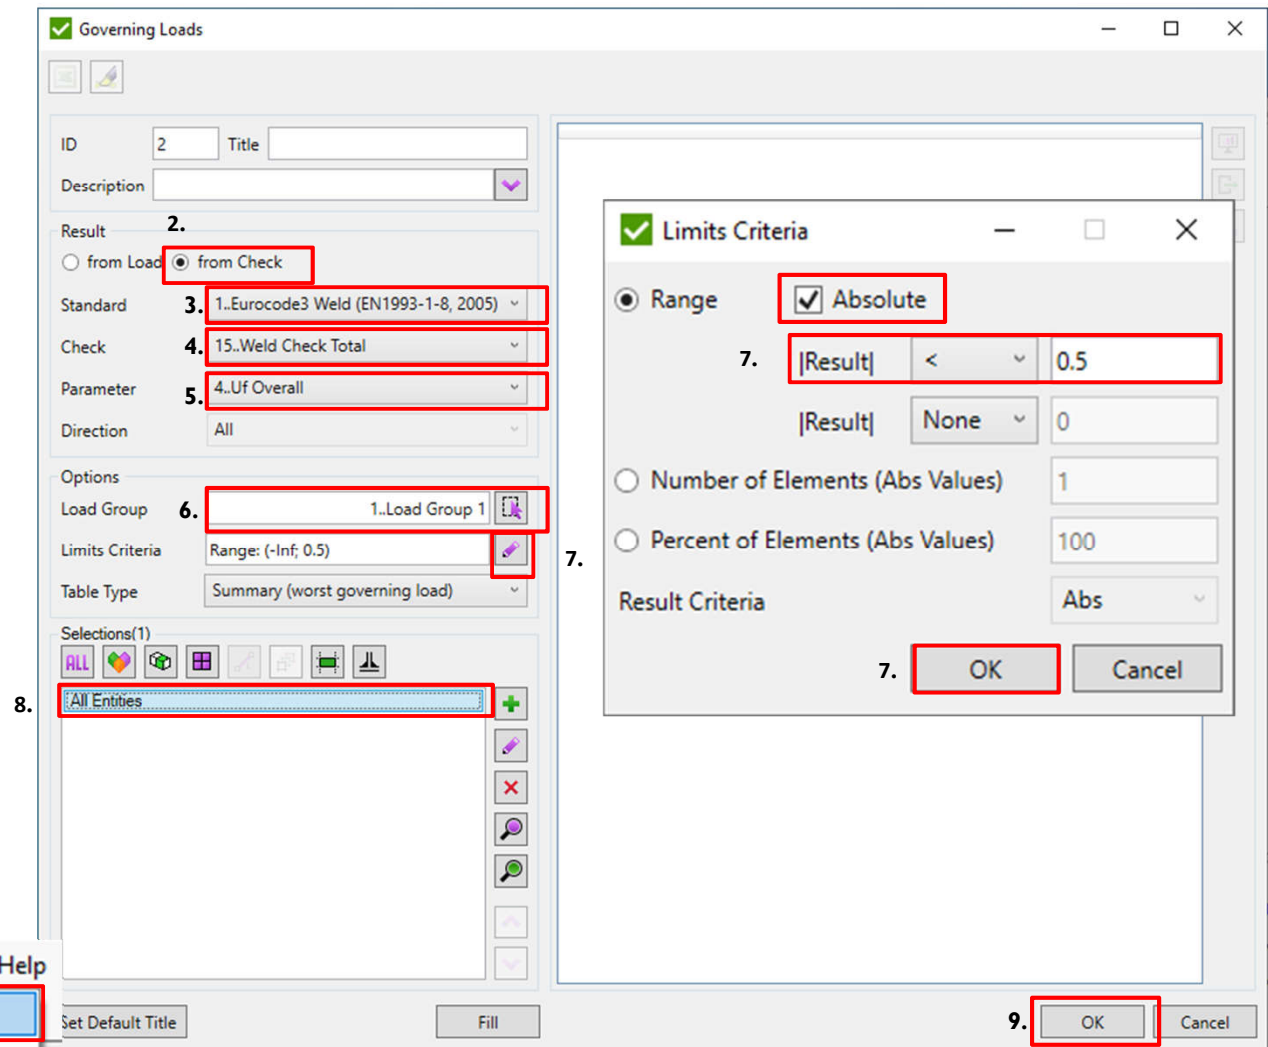 Governing Loads
ID 2 Title
Description
2.
Result
from Load from Check
Standard 3. 1..Eurocode3 Weld (EN1993-1-8, 2005)
Check 4. 15..Weld Check Total
Parameter 5. 4..Uf Overall
Direction All
Options
Load Group 6. 1..Load Group 1
Limits Criteria Range: (-Inf; 0.5) 7.
Table Type Summary (worst governing load)
Selections(1)
ALL
8. All Entities
Limits Criteria
Range Absolute
7. |Result| < 0.5
|Result| None 0
Number of Elements (Abs Values) 1
Percent of Elements (Abs Values) 100
Result Criteria Abs
7. OK Cancel
Help
Set Default Title Fill 9. OK Cancel